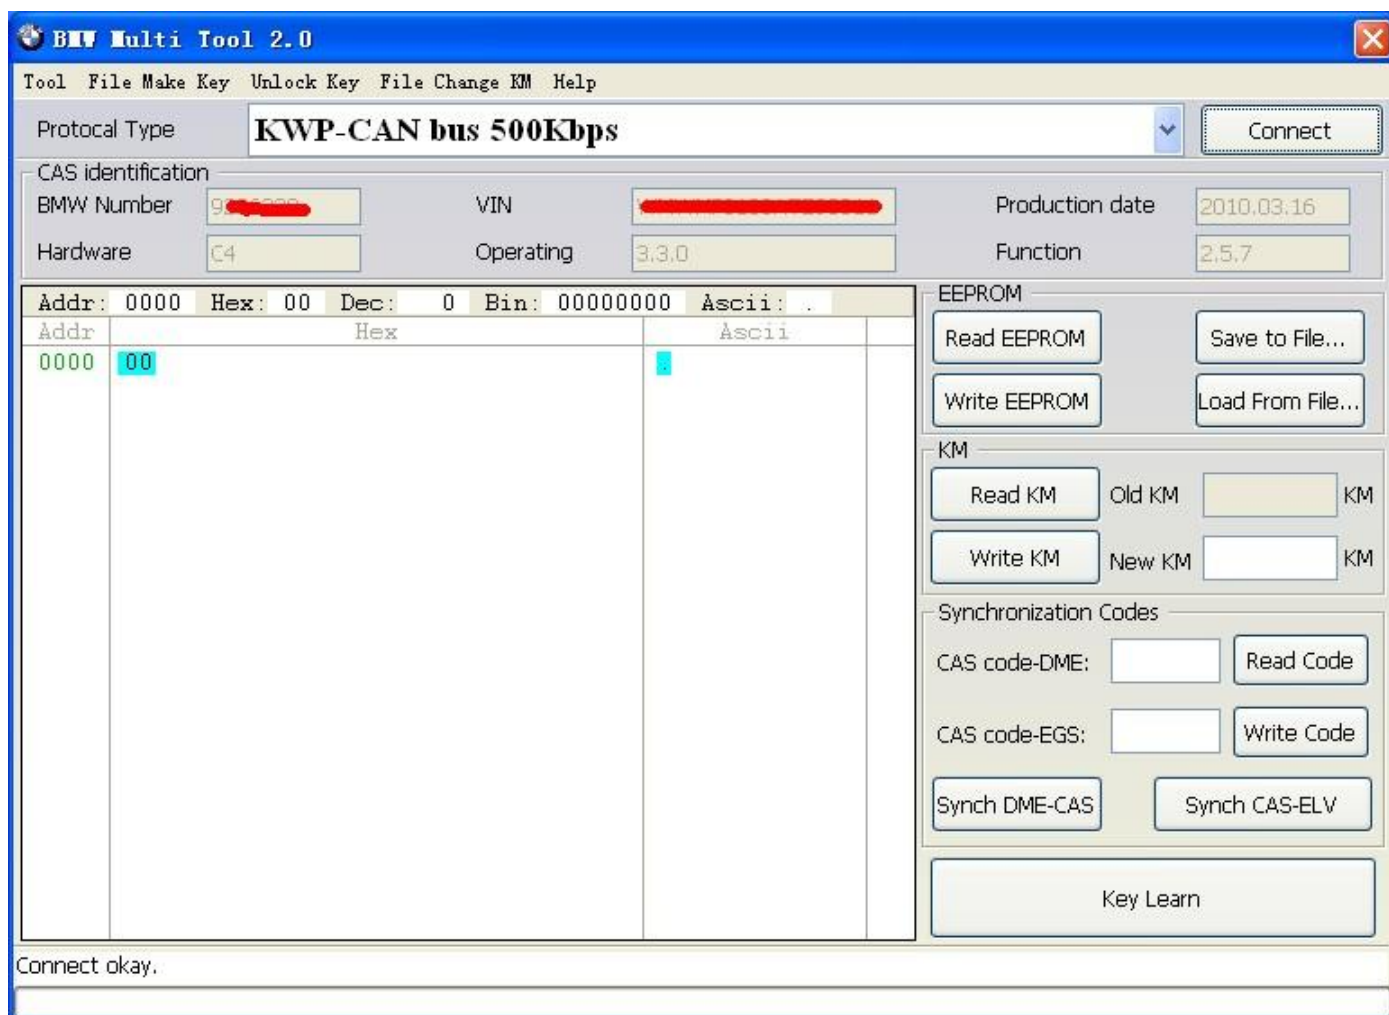 BMW Multi Tool 2.0
Tool File Make Key Unlock Key File Change KM Help
Protocal Type KWP-CAN bus 500Kbps Connect
CAS identification
BMW Number VIN Production date 2010.03.16
Hardware C4 Operating 3.3.0 Function 2.5.7
Addr: 0000 Hex: 00 Dec: 0 Bin: 00000000 Ascii: .
Addr Hex Ascii
0000 00 .
EEPROM
Read EEPROM Save to File...
Write EEPROM Load From File...
KM
Read KM Old KM KM
Write KM New KM KM
Synchronization Codes
CAS code-DME: Read Code
CAS code-EGS: Write Code
Synch DME-CAS Synch CAS-ELV
Key Learn
Connect okay.